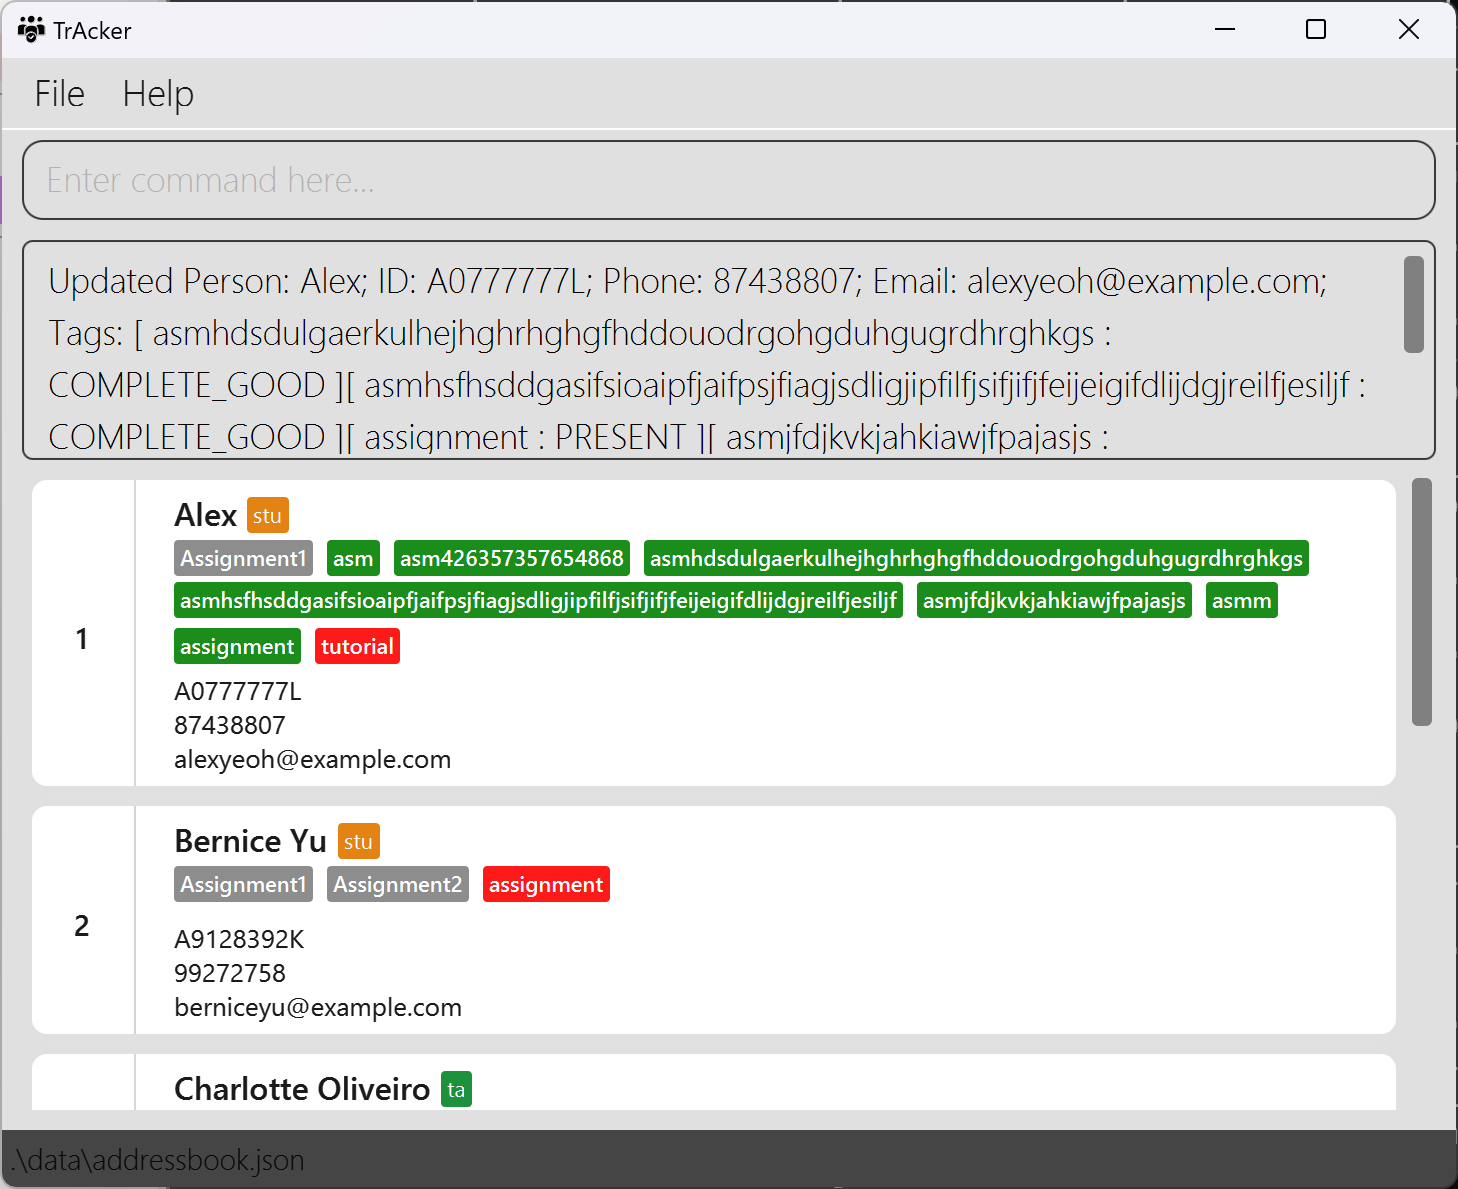 TrAcker
File Help
Enter command here...
Updated Person: Alex; ID: A0777777L; Phone: 87438807; Email: alexyeoh@example.com;
Tags: [ asmhdsdulgaerkulhejhghrhghgfhddouodrgohgduhgugrdhrghkgs :
COMPLETE_GOOD ][ asmhsfhsddgasifsioaipfjaifpsjfiagjsdligjipfilfjsifjifjfeijeigifdlijdgjreilfjesiljf :
COMPLETE_GOOD ][ assignment : PRESENT ][ asmjfdjkvkjahkiawjfpajasjs :
Alex stu
Assignment1 asm asm426357357654868 asmhdsdulgaerkulhejhghrhghgfhddouodrgohgduhgugrdhrghkgs
asmhsfhsddgasifsioaipfjaifpsjfiagjsdligjipfilfjsifjifjfeijeigifdlijdgjreilfjesiljf asmjfdjkvkjahkiawjfpajasjs asmm
1 assignment tutorial
A0777777L
87438807
alexyeoh@example.com
Bernice Yu stu
Assignment1 Assignment2 assignment
2
A9128392K
99272758
berniceyu@example.com
Charlotte Oliveiro ta
.\data\addressbook.json